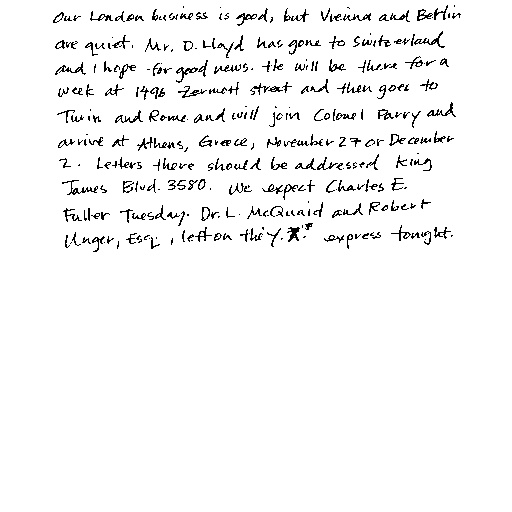 Our London business is good, but Vienna and Berlin
are quiet. Mr. D. Lloyd has gone to Switzerland
and I hope for good news. He will be there for a
week at 1496 Zermott street and then goes to
Turin and Rome and will join Colonel Parry and
arrive at Athens, Greece, November 27 or December
2. Letters there should be addressed King
James Blvd. 3580. We expect Charles E.
Fuller Tuesday. Dr. L. McQuaid and Robert
Unger, Esq., left on the Y. express tonight.